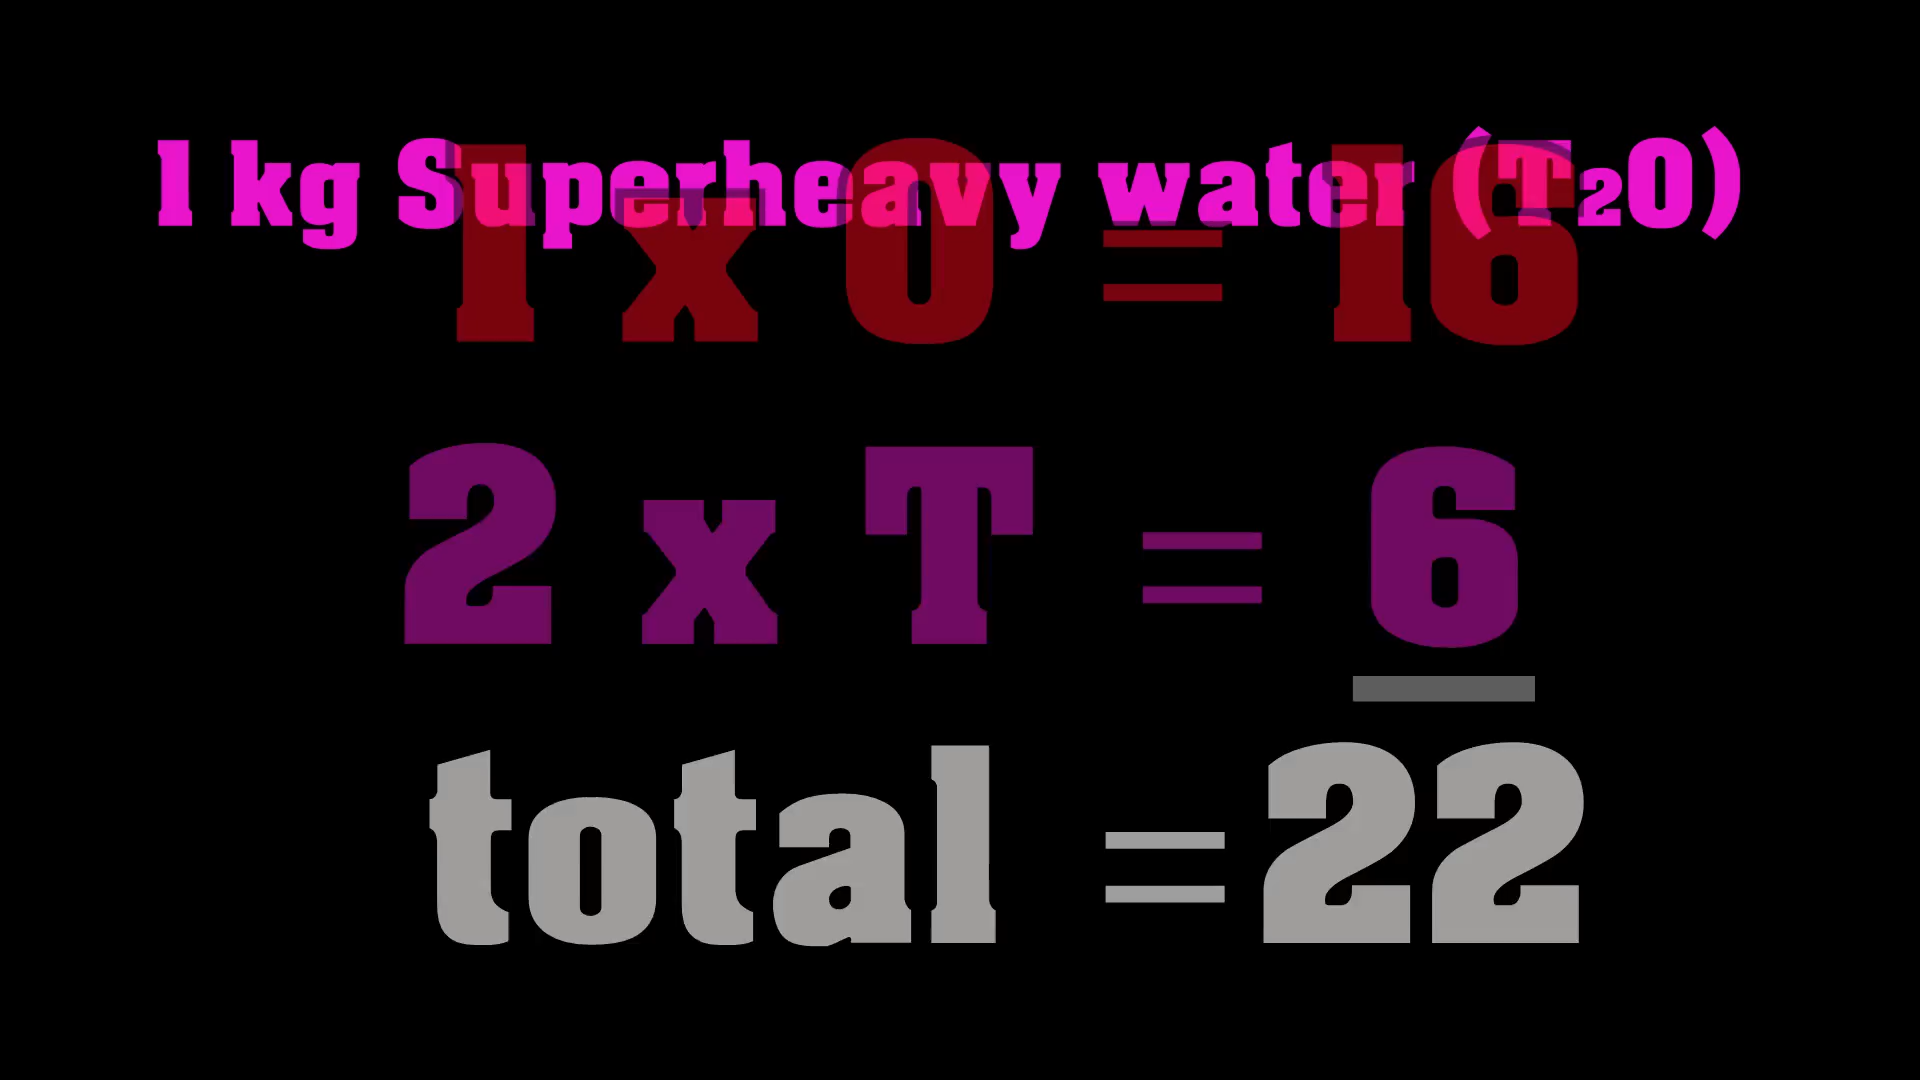 1 kg Superheavy water (T₂O)
1 x O = 16
2 x T = 6
total = 22